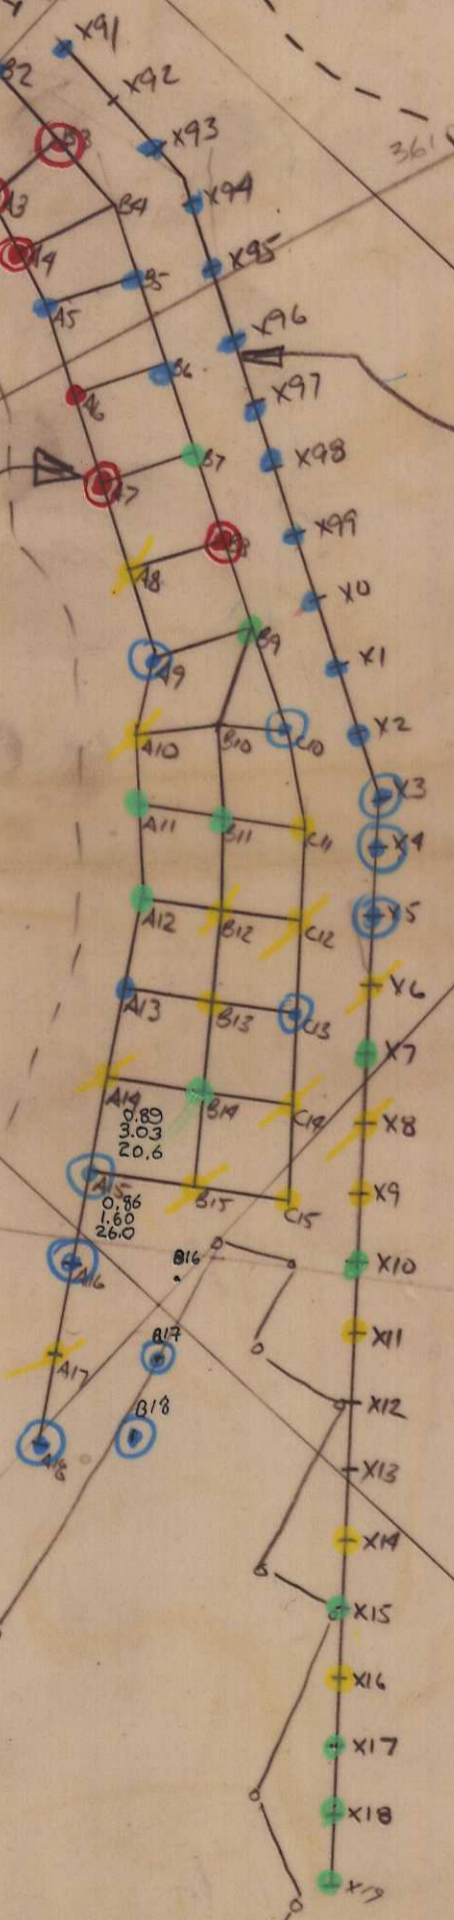 X91
B2
X92
B3
X93
361
A3
B4
X94
A4
B5
X95
A5
X96
B6
A6
X97
B7
X98
A7
X99
B8
A8
X0
B9
A9
X1
X2
A10
B10
C10
X3
A11
B11
C11
X4
A12
B12
C12
X5
X6
A13
B13
C13
X7
A14
B14
C14
0.89
3.03
20.6
X8
A15
B15
C15
X9
0.86
1.60
26.0
B16
X10
A16
B17
X11
A17
B18
X12
A18
X13
X14
X15
X16
X17
X18
X19